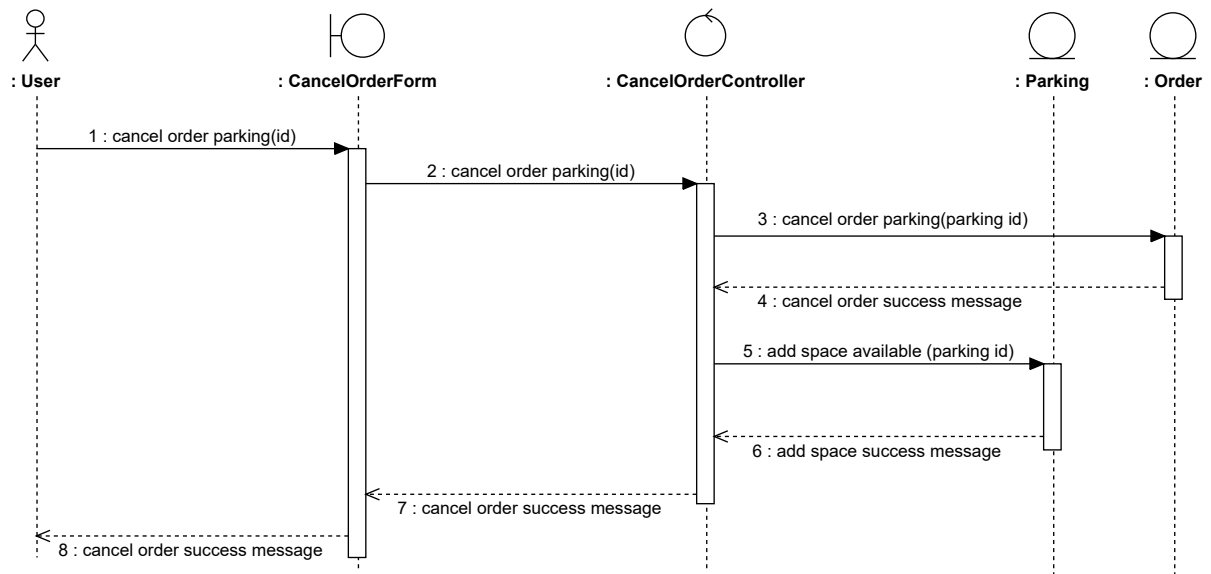 : User
: CancelOrderForm
: CancelOrderController
: Parking
: Order
1 : cancel order parking(id)
2 : cancel order parking(id)
3 : cancel order parking(parking id)
4 : cancel order success message
5 : add space available (parking id)
6 : add space success message
7 : cancel order success message
8 : cancel order success message